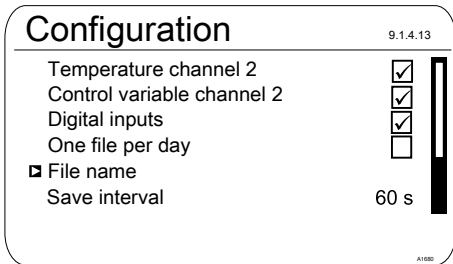 Configuration 9.1.4.13
Temperature channel 2
Control variable channel 2
Digital inputs
One file per day
File name
Save interval 60 s
A1680